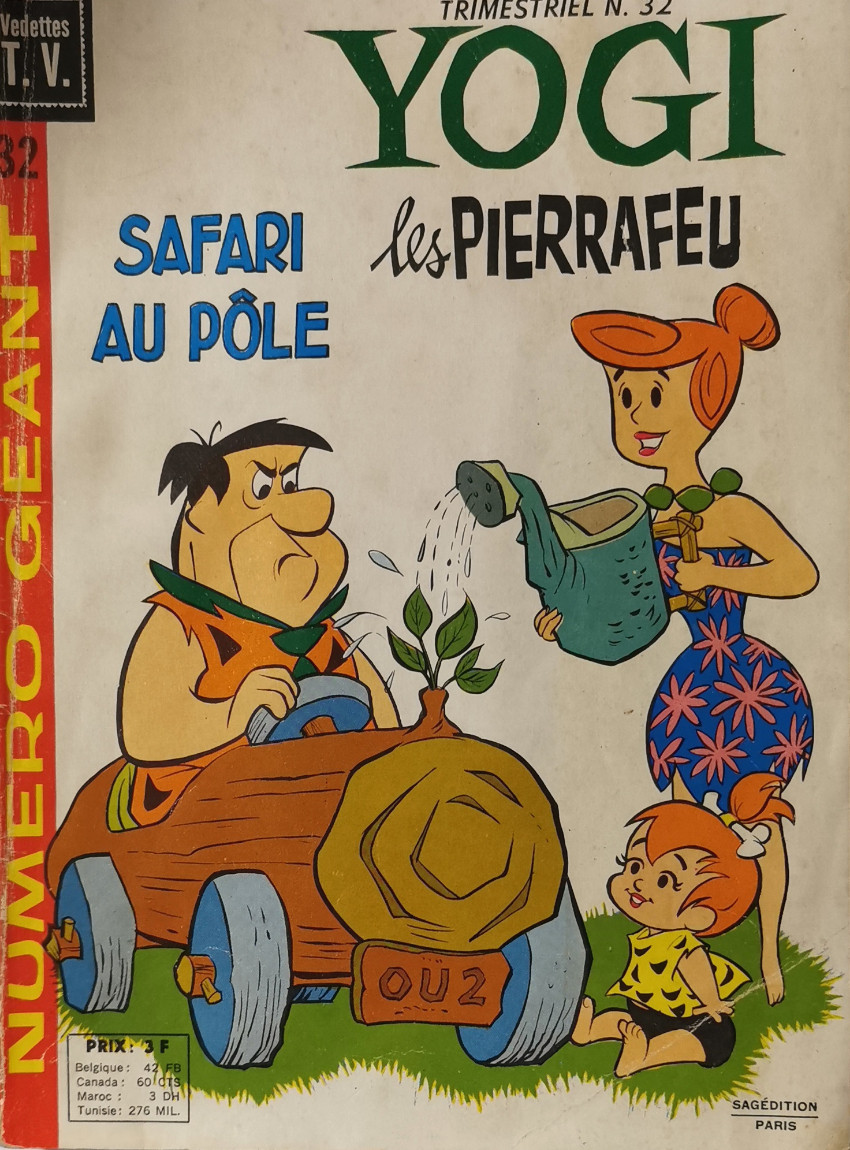 TRIMESTRIEL N. 32
Vedettes
T. V.
YOGI
32
les PIERRAFEU
SAFARI
AU PÔLE
NUMERO GEANT
OU2
PRIX: 3 F
Belgique: 42 FB
Canada: 60 CTS
Maroc: 3 DH
Tunisie: 276 MIL.
SAGÉDITION
PARIS